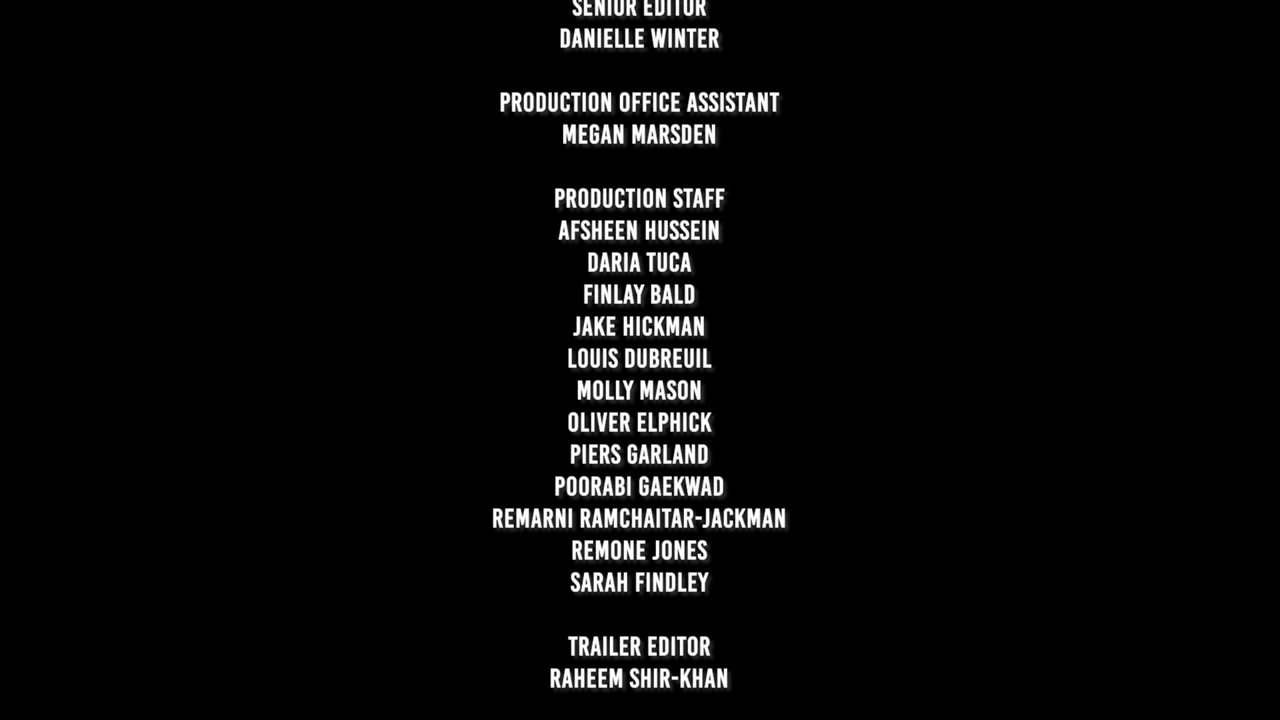 SENIOR EDITOR
DANIELLE WINTER
PRODUCTION OFFICE ASSISTANT
MEGAN MARSDEN
PRODUCTION STAFF
AFSHEEN HUSSEIN
DARIA TUCA
FINLAY BALD
JAKE HICKMAN
LOUIS DUBREUIL
MOLLY MASON
OLIVER ELPHICK
PIERS GARLAND
POORABI GAEKWAD
REMARNI RAMCHAITAR-JACKMAN
REMONE JONES
SARAH FINDLEY
TRAILER EDITOR
RAHEEM SHIR-KHAN